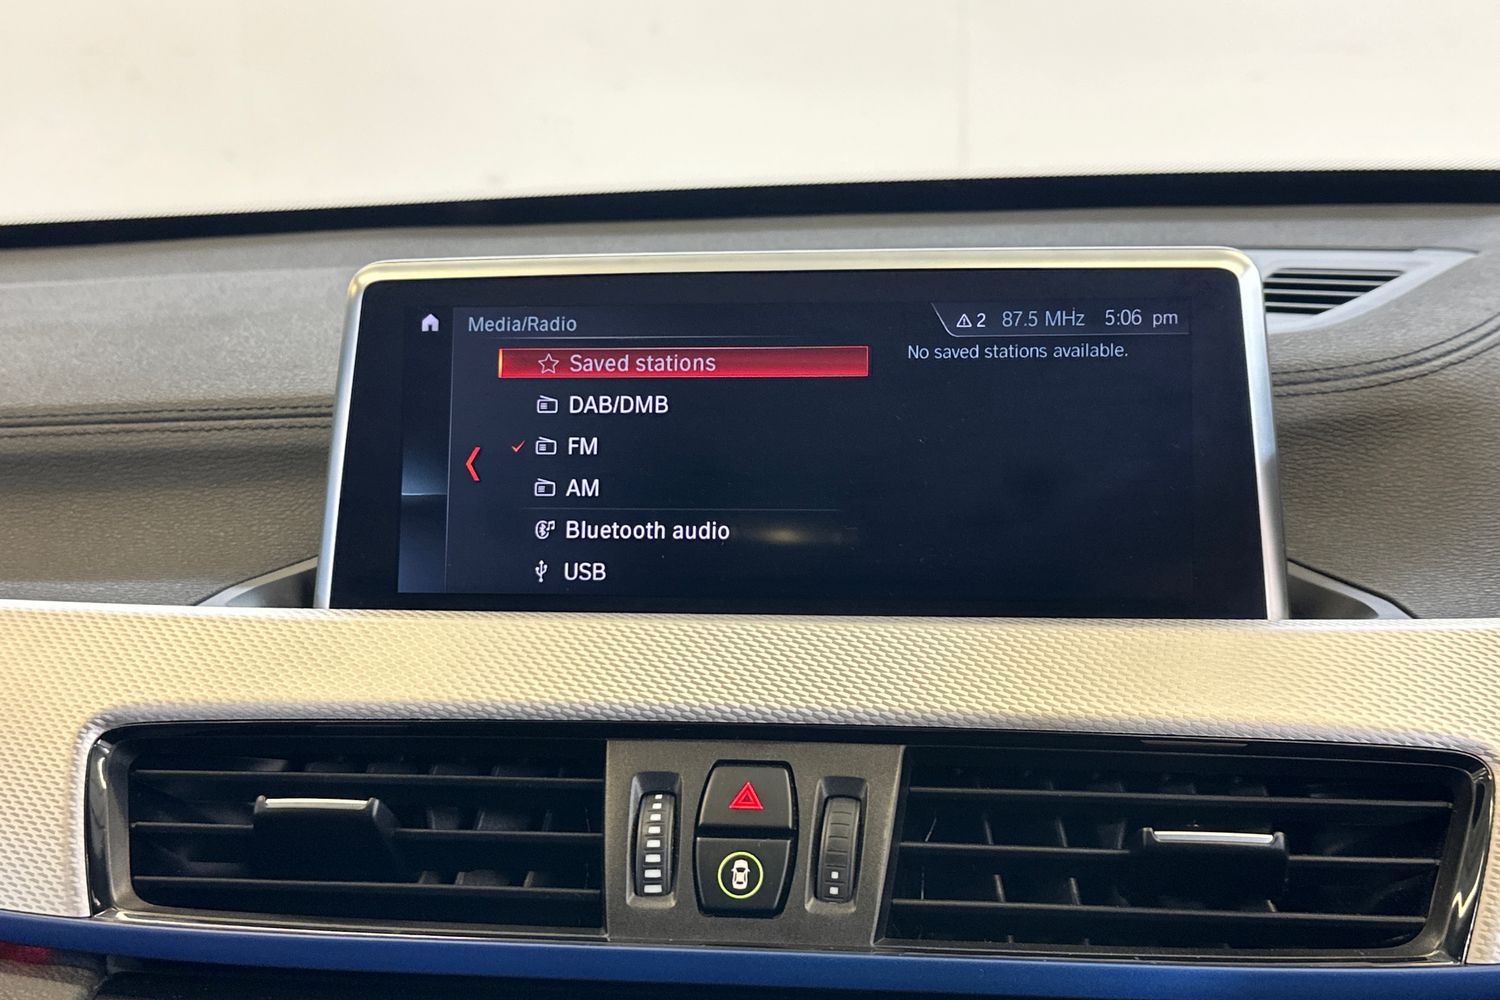 Media/Radio
2 87.5 MHz 5:06 pm
Saved stations
No saved stations available.
DAB/DMB
FM
AM
Bluetooth audio
USB